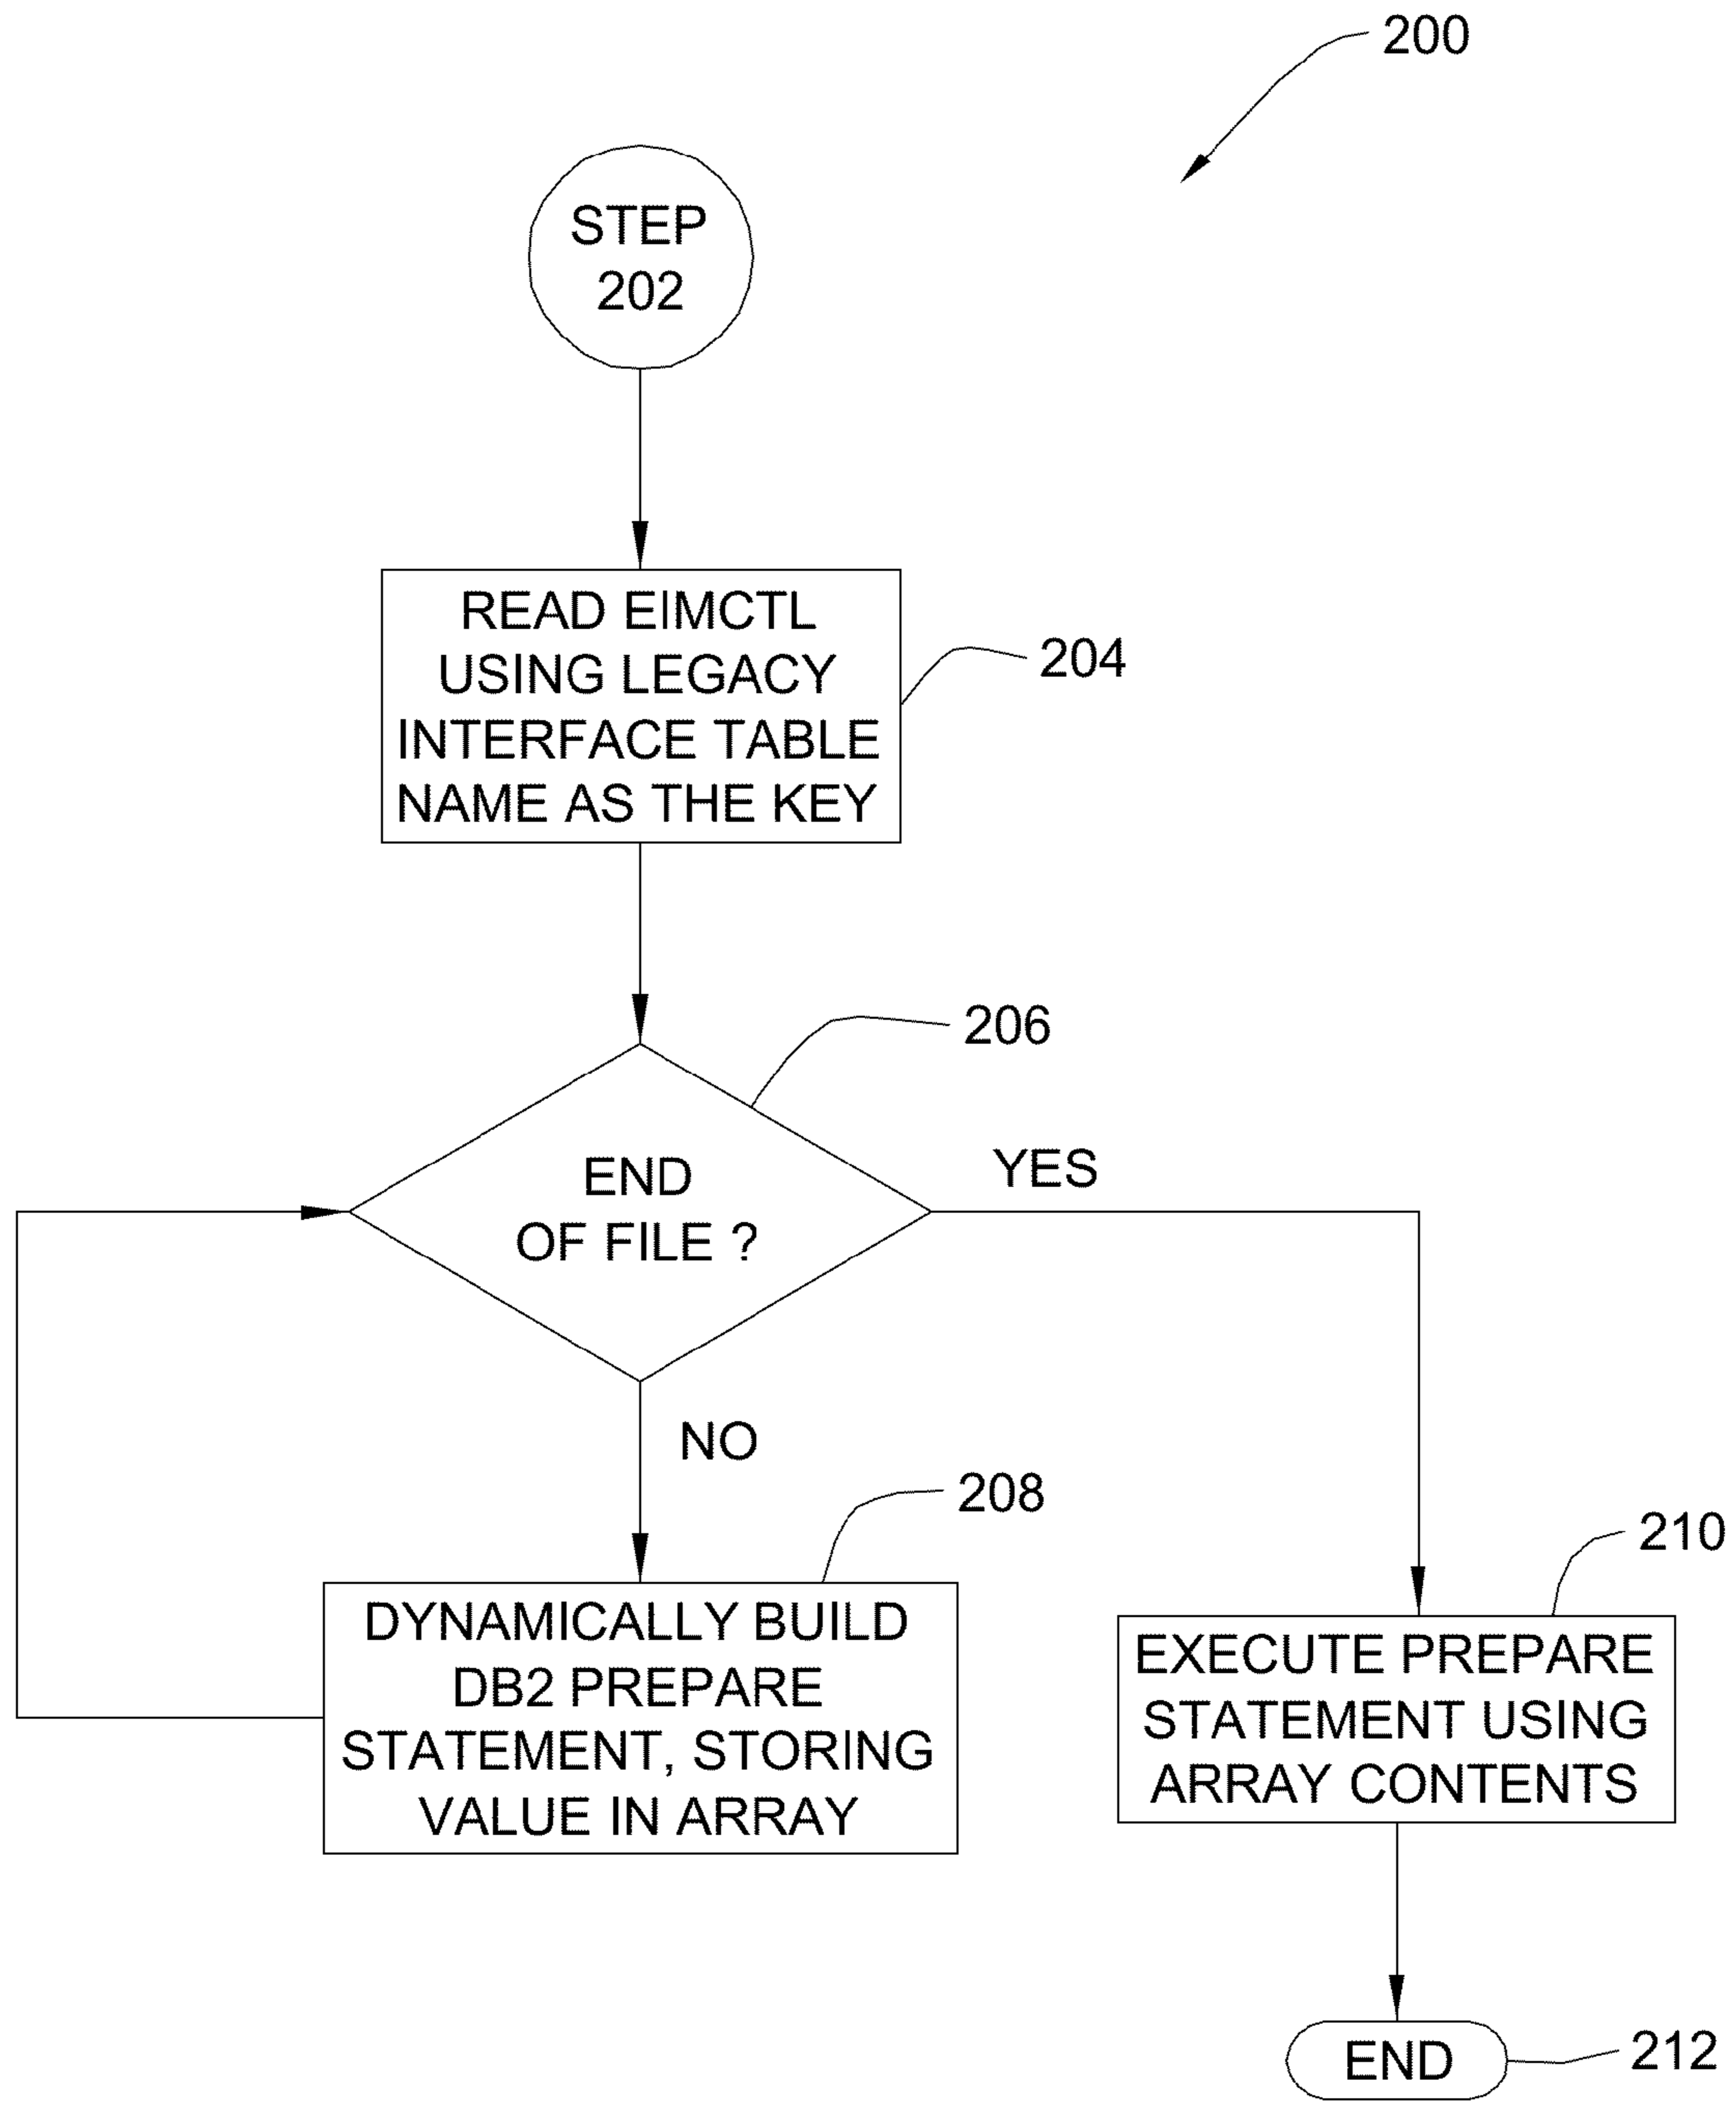 200
STEP
202
READ EIMCTL
USING LEGACY
INTERFACE TABLE
NAME AS THE KEY
204
206
END
OF FILE ?
YES
NO
208
DYNAMICALLY BUILD
DB2 PREPARE
STATEMENT, STORING
VALUE IN ARRAY
210
EXECUTE PREPARE
STATEMENT USING
ARRAY CONTENTS
END
212